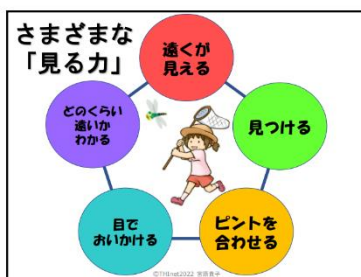 さまざまな
「見る力」
遠くが
見える
見つける
ピントを
合わせる
目で
おいかける
どのくらい
遠いか
わかる